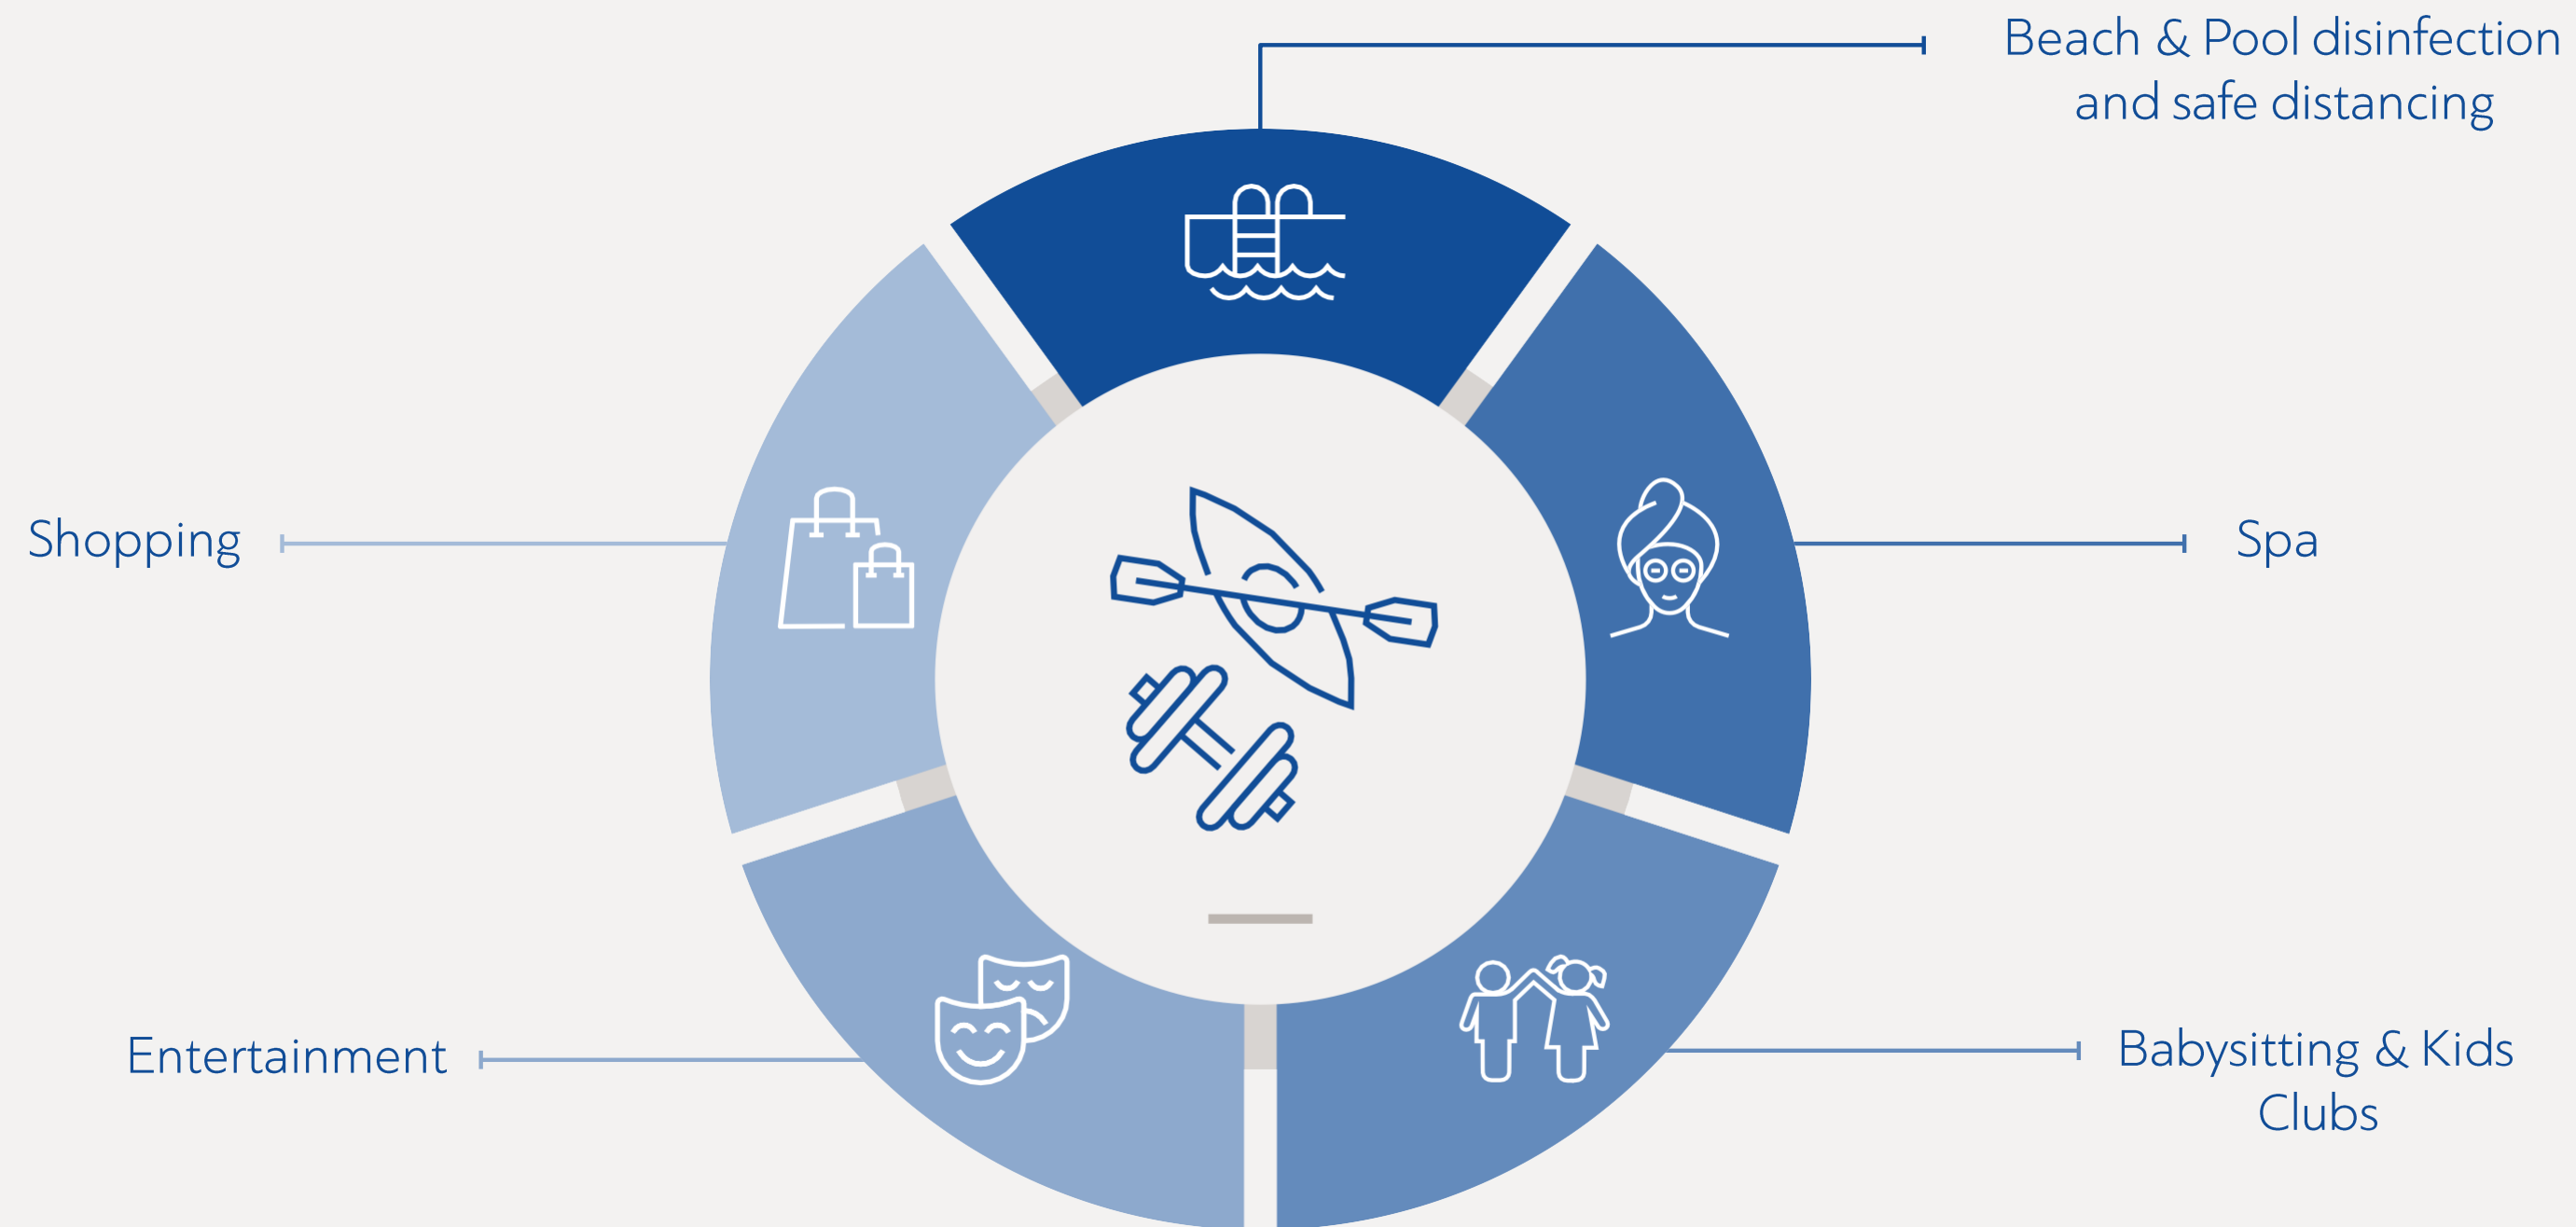 Beach & Pool disinfection
and safe distancing
Shopping
Spa
Entertainment
Babysitting & Kids
Clubs